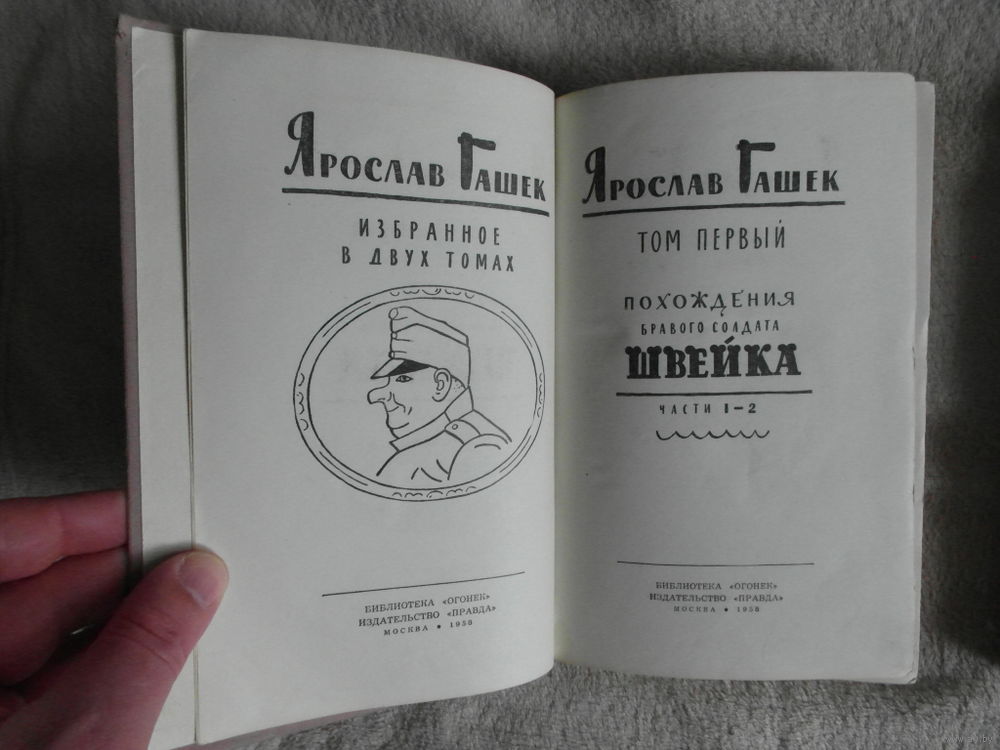 Ярослав Гашек
ИЗБРАННОЕ
В ДВУХ ТОМАХ
БИБЛИОТЕКА «ОГОНЕК»
ИЗДАТЕЛЬСТВО «ПРАВДА»
МОСКВА • 1958
Ярослав Гашек
ТОМ ПЕРВЫЙ
ПОХОЖДЕНИЯ
БРАВОГО СОЛДАТА
ШВЕЙКА
ЧАСТИ 1–2
БИБЛИОТЕКА «ОГОНЕК»
ИЗДАТЕЛЬСТВО «ПРАВДА»
МОСКВА • 1958